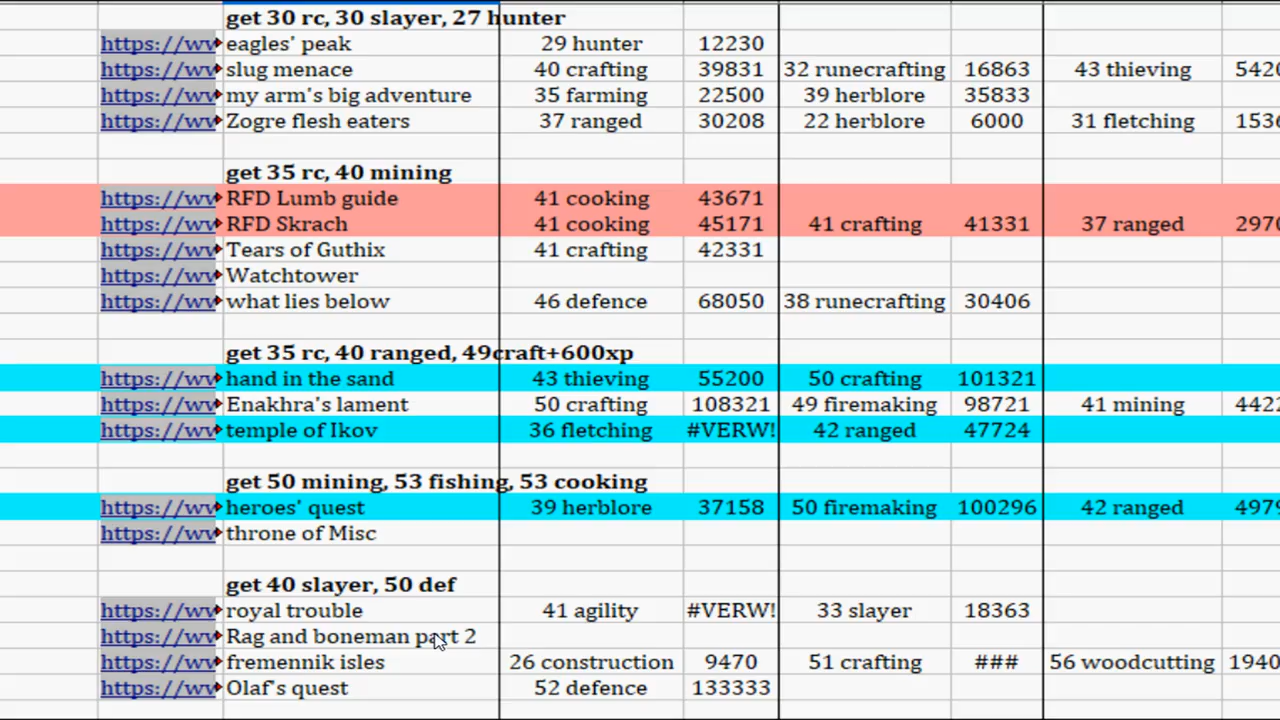 get 30 rc, 30 slayer, 27 hunter
https://wv eagles' peak 29 hunter 12230
https://wv slug menace 40 crafting 39831 32 runecrafting 16863 43 thieving 5420
https://wv my arm's big adventure 35 farming 22500 39 herblore 35833
https://wv Zogre flesh eaters 37 ranged 30208 22 herblore 6000 31 fletching 1536
get 35 rc, 40 mining
https://wv RFD Lumb guide 41 cooking 43671
https://wv RFD Skrach 41 cooking 45171 41 crafting 41331 37 ranged 2970
https://wv Tears of Guthix 41 crafting 42331
https://wv Watchtower
https://wv what lies below 46 defence 68050 38 runecrafting 30406
get 35 rc, 40 ranged, 49craft+600xp
https://wv hand in the sand 43 thieving 55200 50 crafting 101321
https://wv Enakhra's lament 50 crafting 108321 49 firemaking 98721 41 mining 4422
https://wv temple of Ikov 36 fletching #VERW! 42 ranged 47724
get 50 mining, 53 fishing, 53 cooking
https://wv heroes' quest 39 herblore 37158 50 firemaking 100296 42 ranged 4979
https://wv throne of Misc
get 40 slayer, 50 def
https://wv royal trouble 41 agility #VERW! 33 slayer 18363
https://wv Rag and boneman part 2
https://wv fremennik isles 26 construction 9470 51 crafting ### 56 woodcutting 1940
https://wv Olaf's quest 52 defence 133333